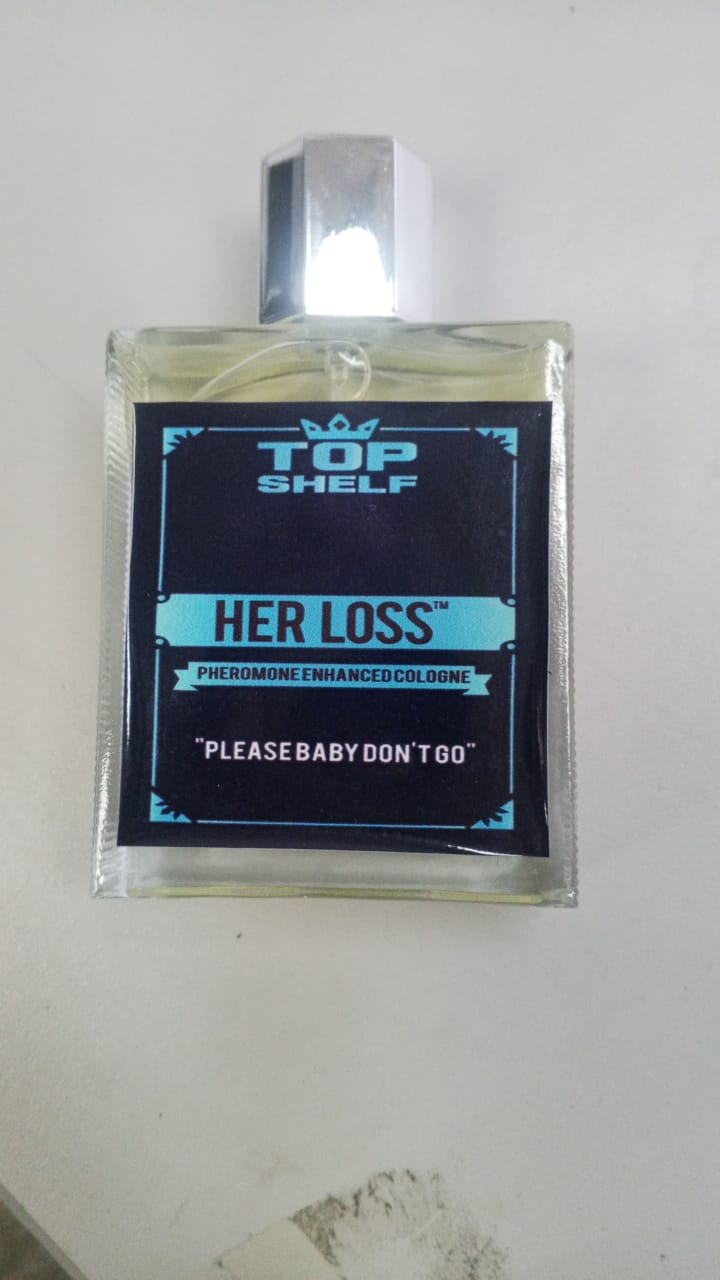 TOP
SHELF
HER LOSS™
PHEROMONE ENHANCED COLOGNE
"PLEASE BABY DON'T GO"